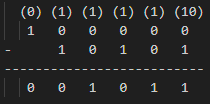 (0) (1) (1) (1) (1) (10)
1 0 0 0 0 0
- 1 0 1 0 1
----------------------------
0 0 1 0 1 1